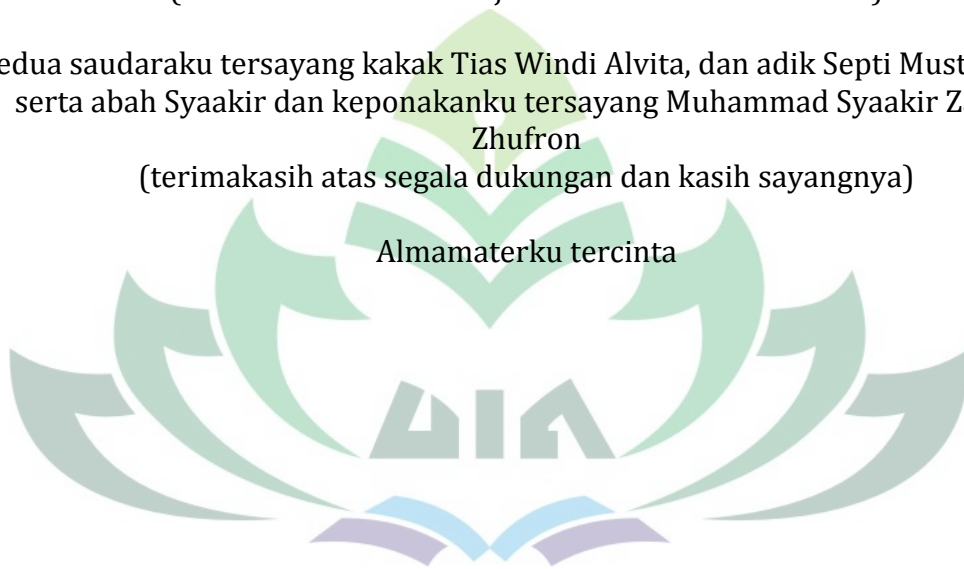 edua saudaraku tersayang kakak Tias Windi Alvita, dan adik Septi Must
serta abah Syaakir dan keponakanku tersayang Muhammad Syaakir Z
Zhufron
(terimakasih atas segala dukungan dan kasih sayangnya)
Almamaterku tercinta
UIN